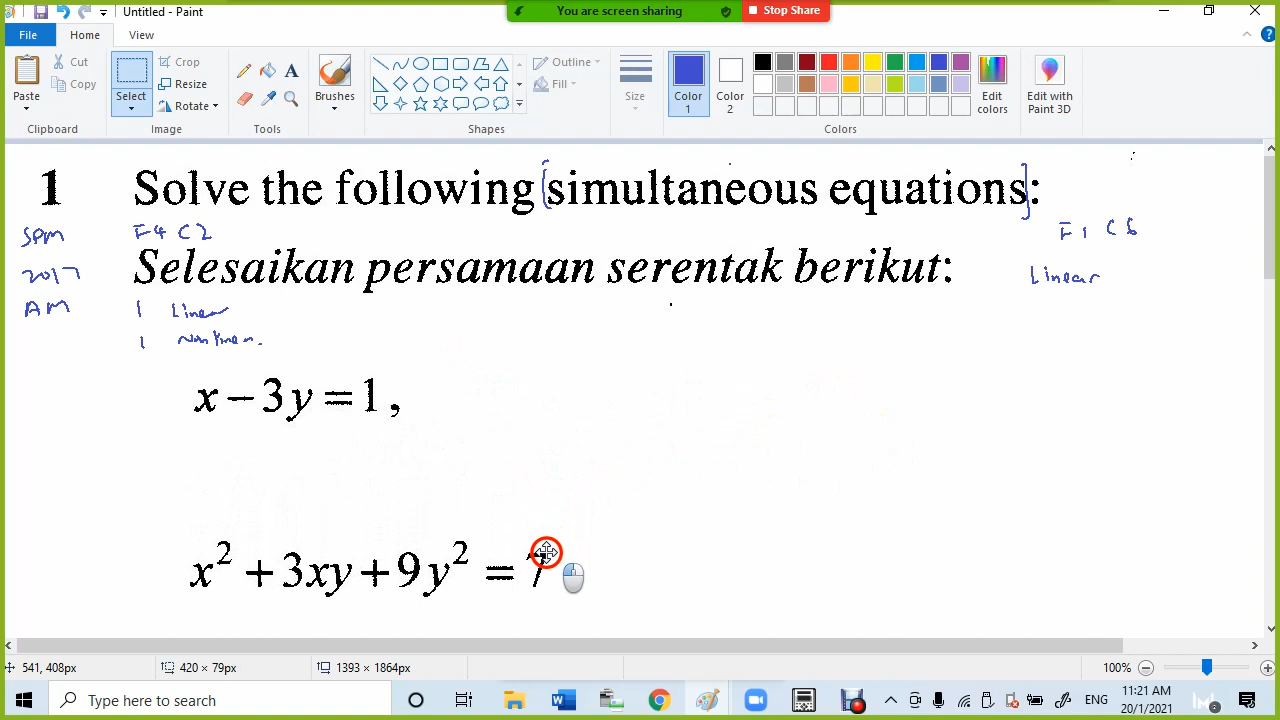 Untitled - Paint
You are screen sharing
Stop Share
File Home View
Paste
Cut
Copy
Clipboard
Select
Crop
Resize
Rotate
Image
A
Tools
Brushes
Outline
Fill
Shapes
Size
Color 1
Color 2
Edit colors
Edit with Paint 3D
Colors
1 Solve the following [simultaneous equations]:
SPM F4 C2 F1 C6
2017 Selesaikan persamaan serentak berikut: Linear
AM 1 Linear
1 Nonlinear.
x − 3y = 1,
x² + 3xy + 9y² = 7
541, 408px 420 × 79px 1393 × 1864px 100%
Type here to search
ENG
11:21 AM
20/1/2021